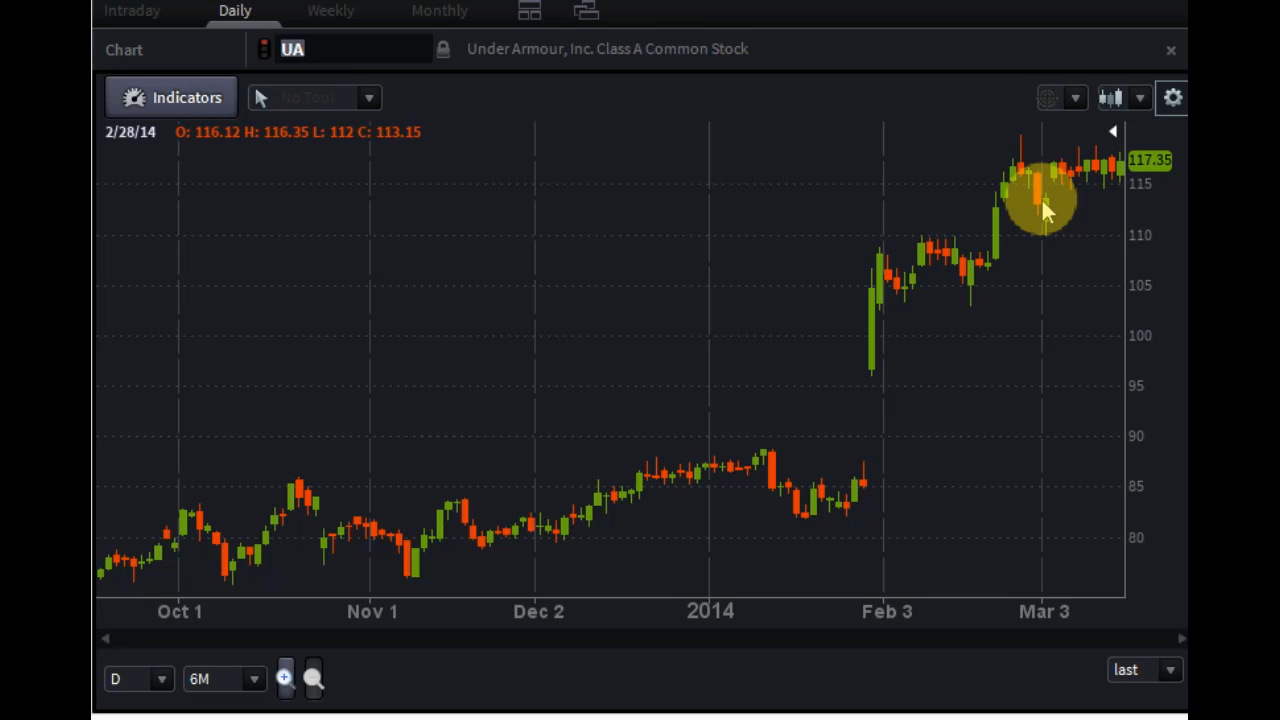 Intraday Daily Weekly Monthly
Chart UA Under Armour, Inc. Class A Common Stock ×
Indicators No Tool
2/28/14 O: 116.12 H: 116.35 L: 112 C: 113.15
117.35
115
110
105
100
95
90
85
80
Oct 1 Nov 1 Dec 2 2014 Feb 3 Mar 3
D 6M last